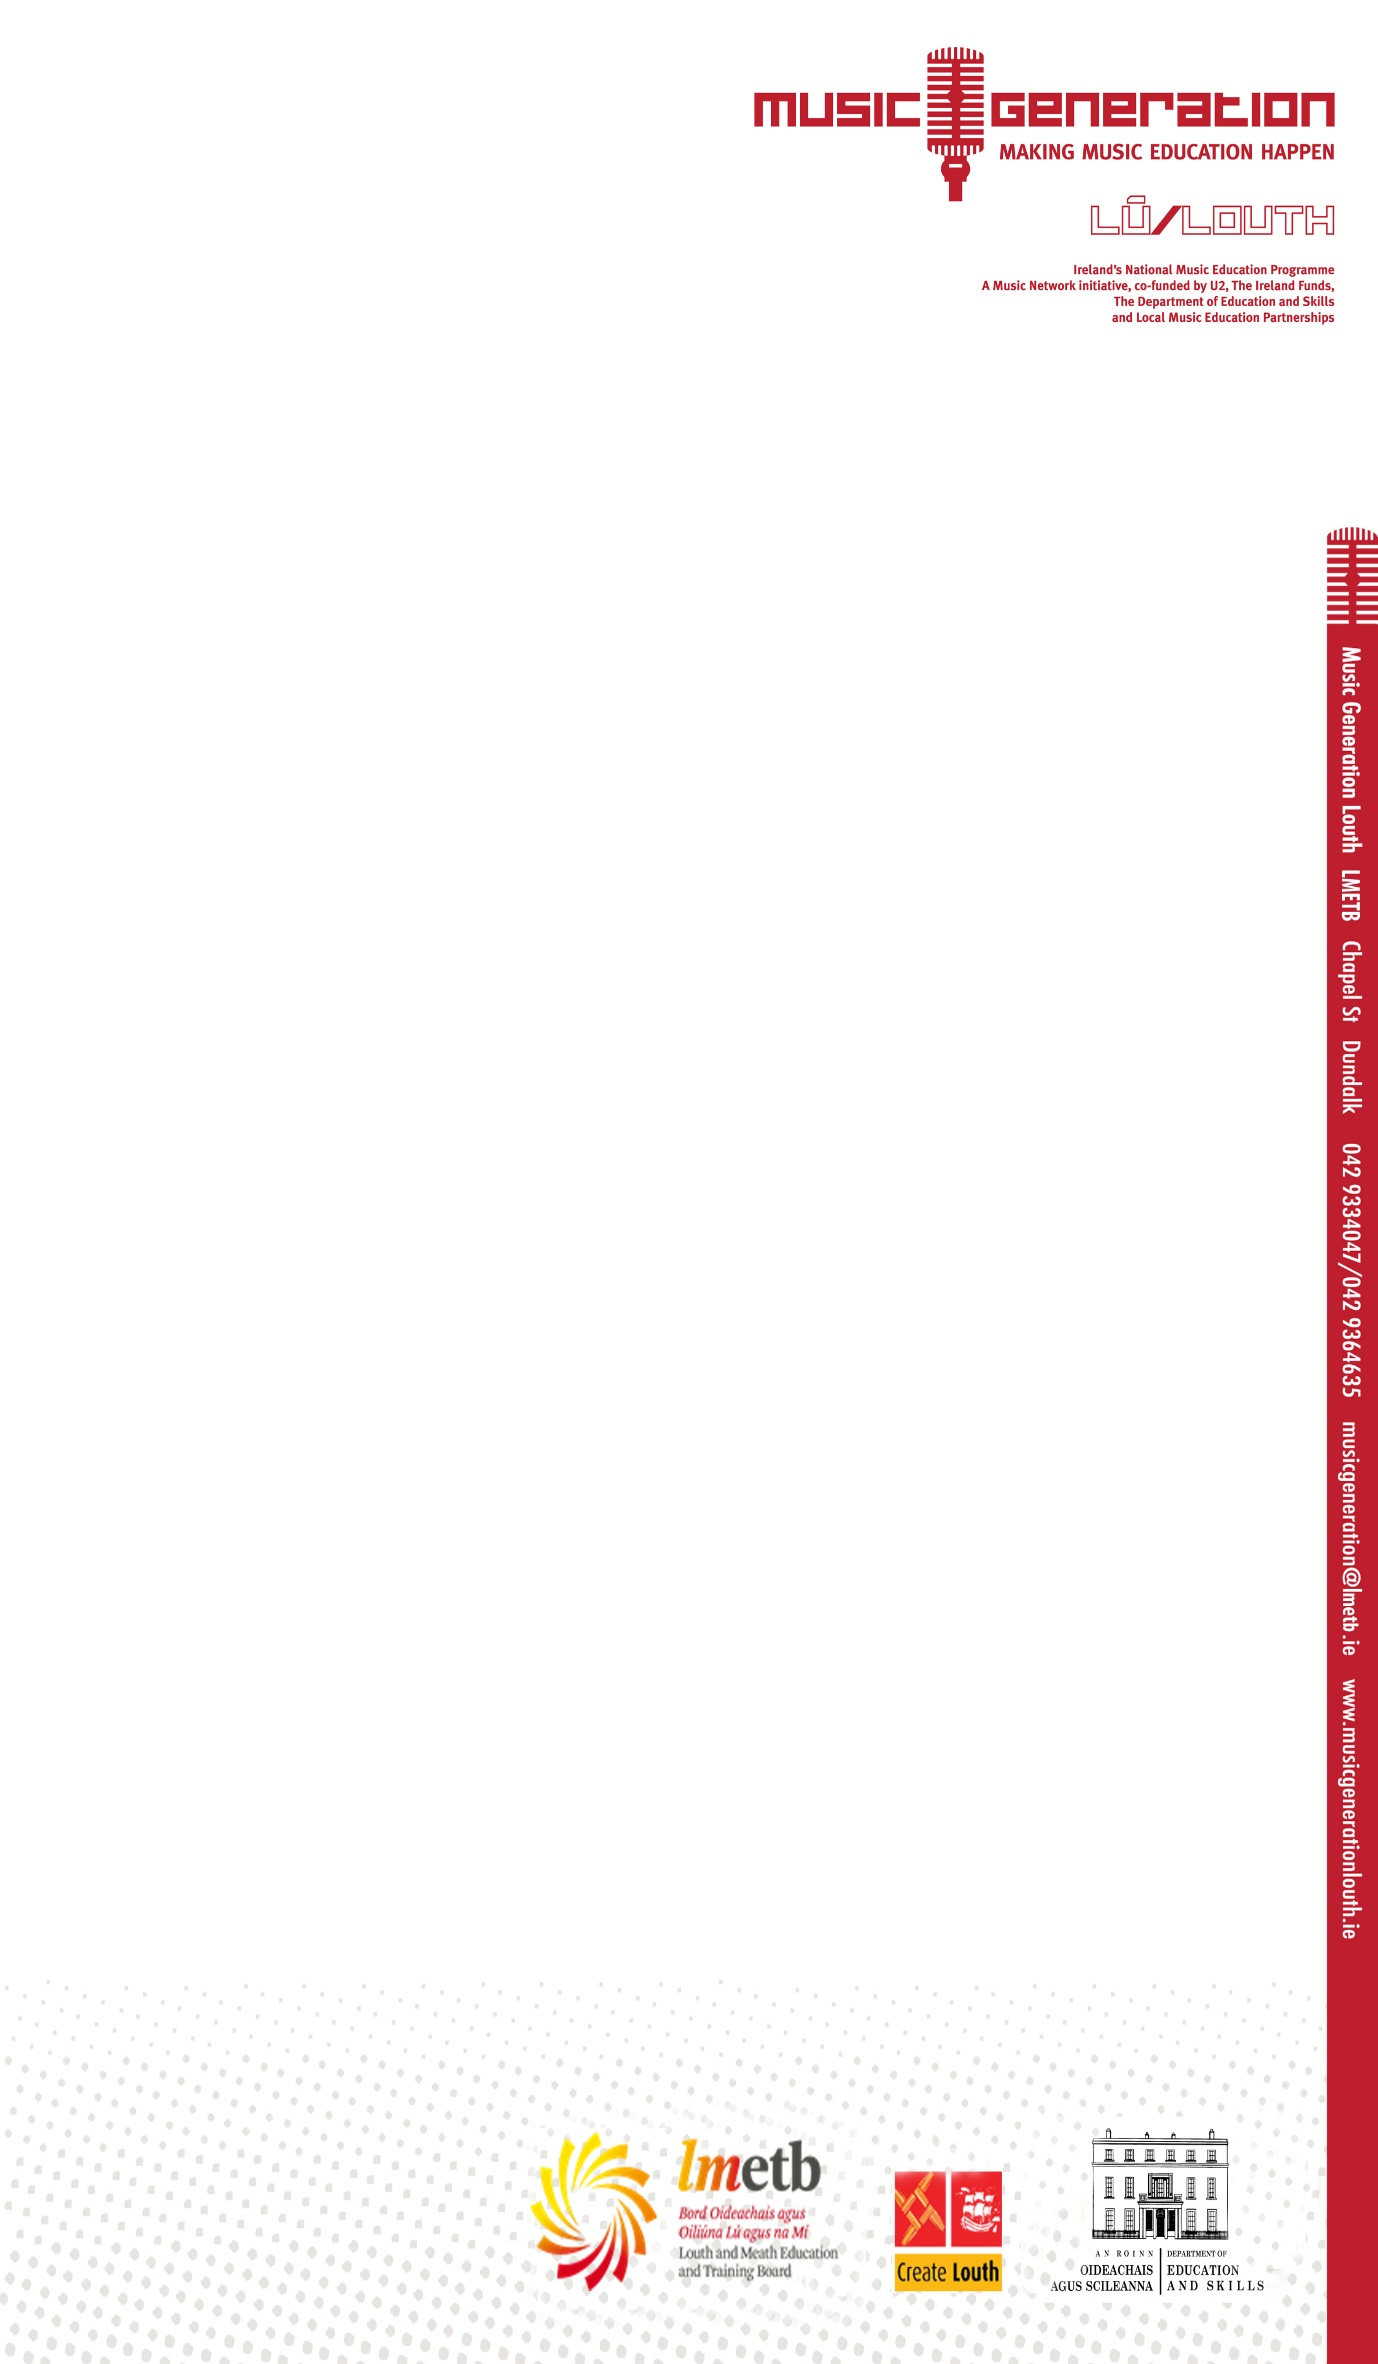 music generation
MAKING MUSIC EDUCATION HAPPEN
LÚ/LOUTH
Ireland's National Music Education Programme
A Music Network initiative, co-funded by U2, The Ireland Funds,
The Department of Education and Skills
and Local Music Education Partnerships
Music Generation Louth LMETB Chapel St Dundalk 042 9334047/042 9364635 musicgeneration@lmetb.ie www.musicgenerationlouth.ie
lmetb
Bord Oideachais agus
Oiliúna Lú agus na Mí
Louth and Meath Education
and Training Board
Create Louth
AN ROINN
OIDEACHAIS
AGUS SCILEANNA
DEPARTMENT OF
EDUCATION
AND SKILLS